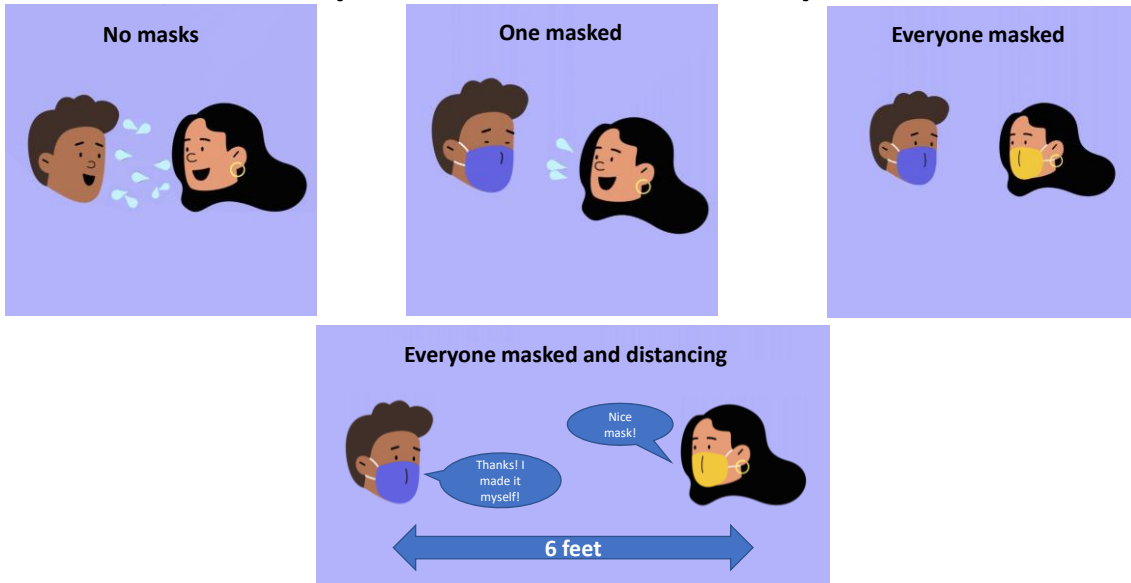 No masks
One masked
Everyone masked
Everyone masked and distancing
Nice
mask!
Thanks! I
made it
myself!
6 feet